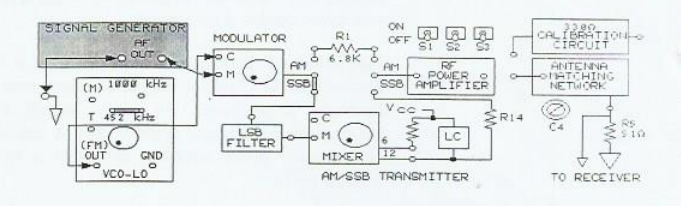 SIGNAL GENERATOR
AF
OUT
MODULATOR
C
M
R1
6.8K
AM
SSB
AM
SSB
ON
OFF
S1 S2 S3
RF
POWER
AMPLIFIER
330Ω
CALIBRATION
CIRCUIT
ANTENNA
MATCHING
NETWORK
(M) 1000 kHz
T 452 kHz
(FM)
OUT
GND
VCO-LO
LSB
FILTER
C
M
MIXER
6
12
VCC
LC
R14
C4
R5
51Ω
TO RECEIVER
AM/SSB TRANSMITTER